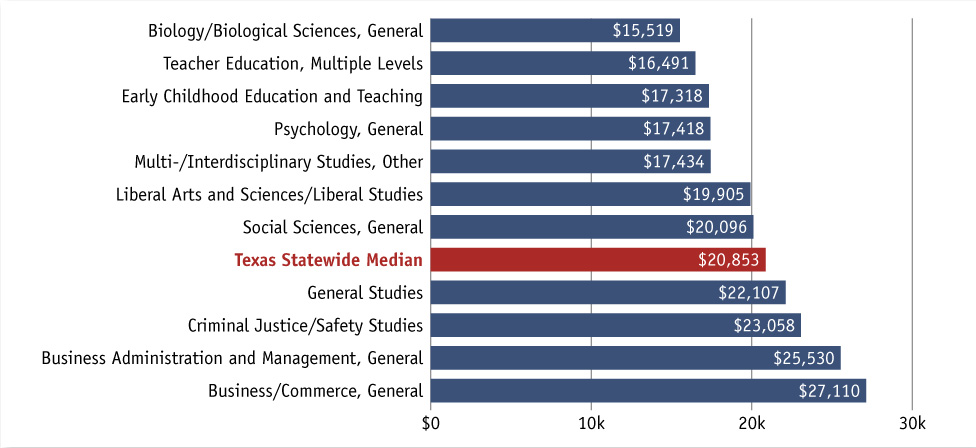 Biology/Biological Sciences, General $15,519
Teacher Education, Multiple Levels $16,491
Early Childhood Education and Teaching $17,318
Psychology, General $17,418
Multi-/Interdisciplinary Studies, Other $17,434
Liberal Arts and Sciences/Liberal Studies $19,905
Social Sciences, General $20,096
Texas Statewide Median $20,853
General Studies $22,107
Criminal Justice/Safety Studies $23,058
Business Administration and Management, General $25,530
Business/Commerce, General $27,110
$0 10k 20k 30k